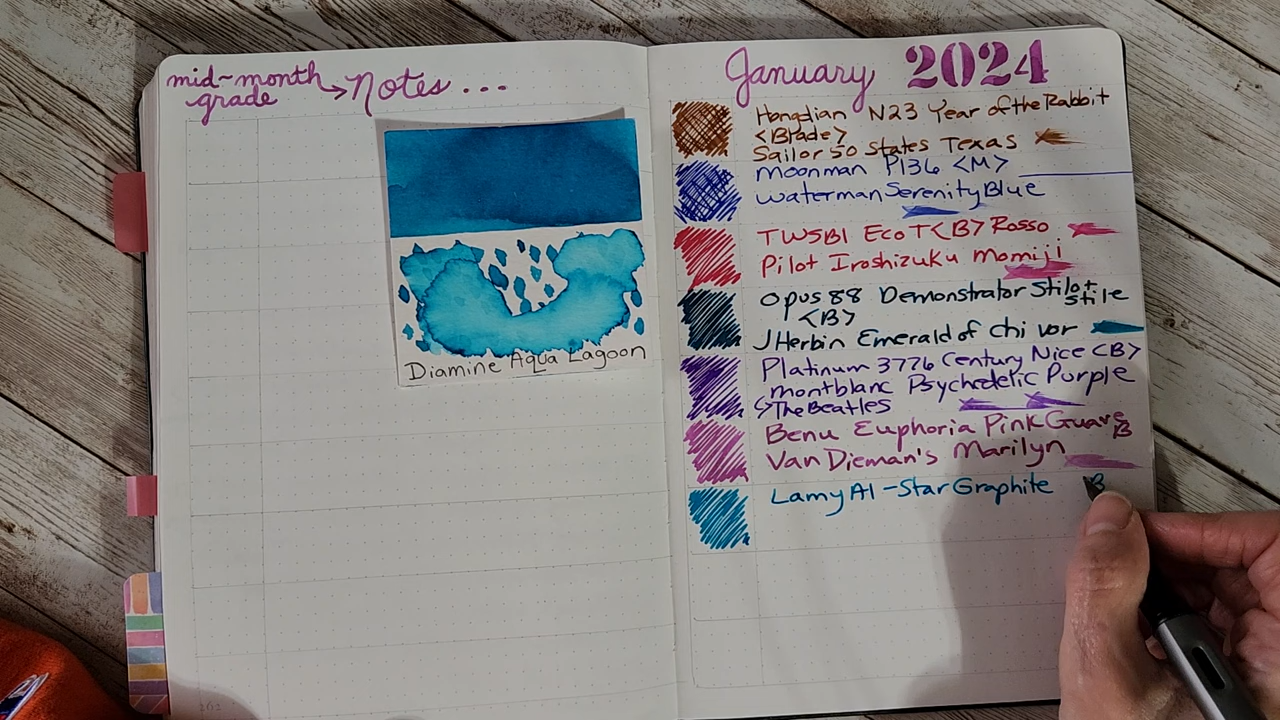 mid~month
grade → Notes ...
Diamine Aqua Lagoon
January 2024
Hongdian N23 Year of the Rabbit
<Blade>
Sailor 50 States Texas
Moonman P136 <M>
Waterman Serenity Blue
TWSBI Eco T<B> Rosso
Pilot Iroshizuku Momiji
Opus 88 Demonstrator Stilo +
Stile
<B>
J Herbin Emerald of Chivor
Platinum 3776 Century Nice <B>
Montblanc Psychedelic Purple
↳ The Beatles
Benu Euphoria Pink Guava
B
Van Dieman's Marilyn
Lamy Al-Star Graphite B